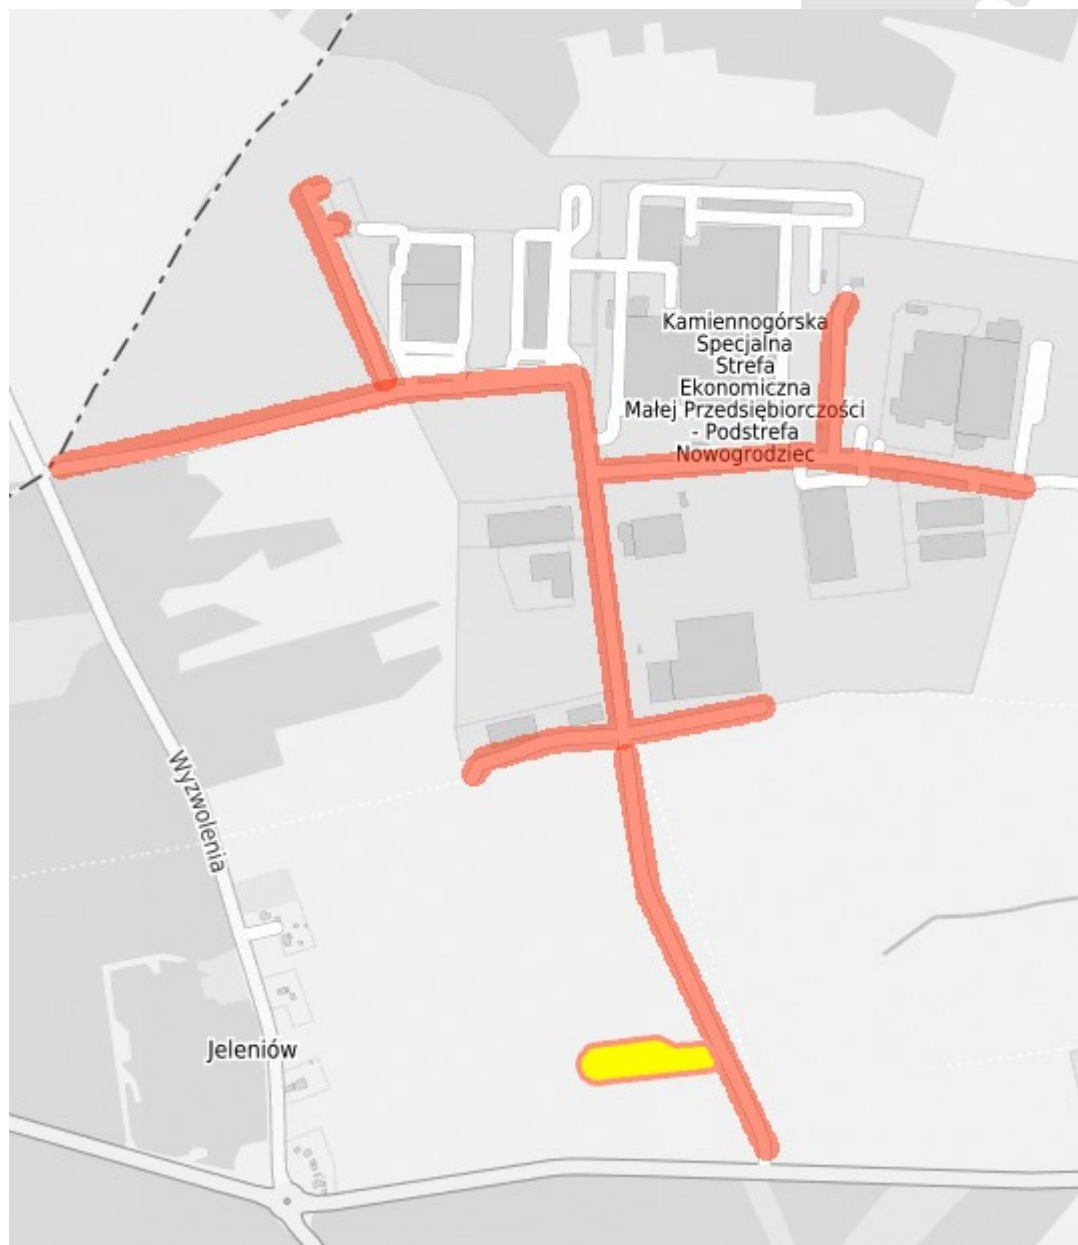 Kamiennogórska
Specjalna
Strefa
Ekonomiczna
Małej Przedsiębiorczości
- Podstrefa
Nowogrodziec
Wyzwolenia
Jeleniów